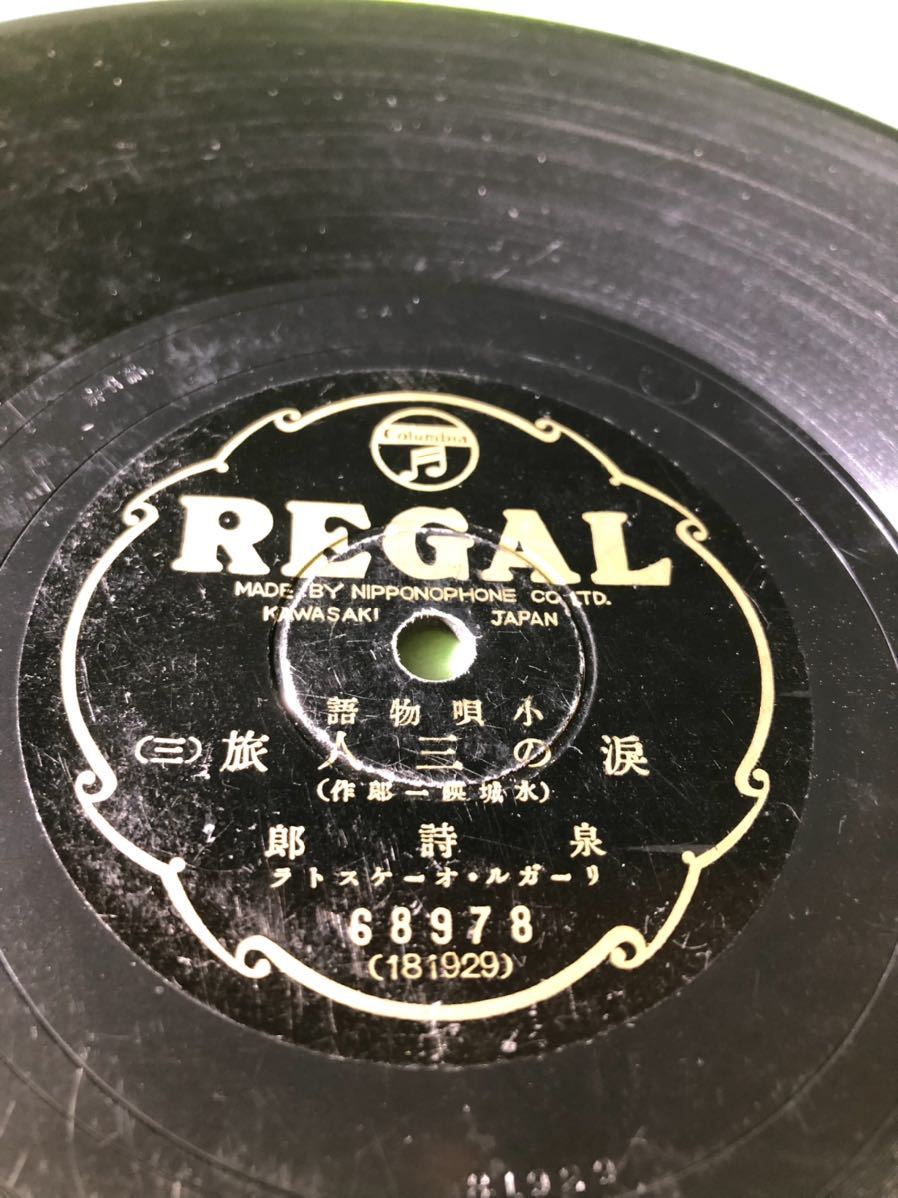 Columbia
REGAL
MADE BY NIPPONOPHONE CO. LTD.
KAWASAKI JAPAN
小唄物語
涙の三人旅 (三)
(水城映一郎作)
泉詩郎
リーガル・オーケストラ
68978
(181929)
81929